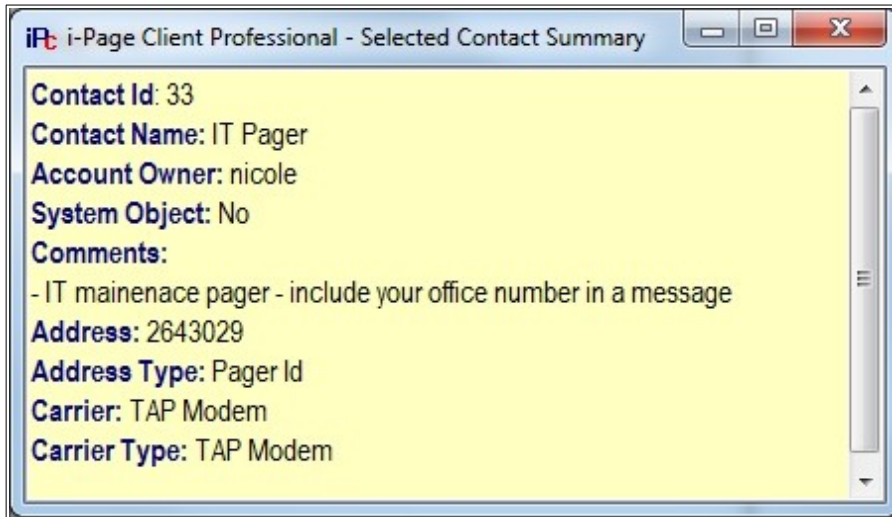 iPc i-Page Client Professional - Selected Contact Summary
Contact Id: 33
Contact Name: IT Pager
Account Owner: nicole
System Object: No
Comments:
- IT mainenace pager - include your office number in a message
Address: 2643029
Address Type: Pager Id
Carrier: TAP Modem
Carrier Type: TAP Modem